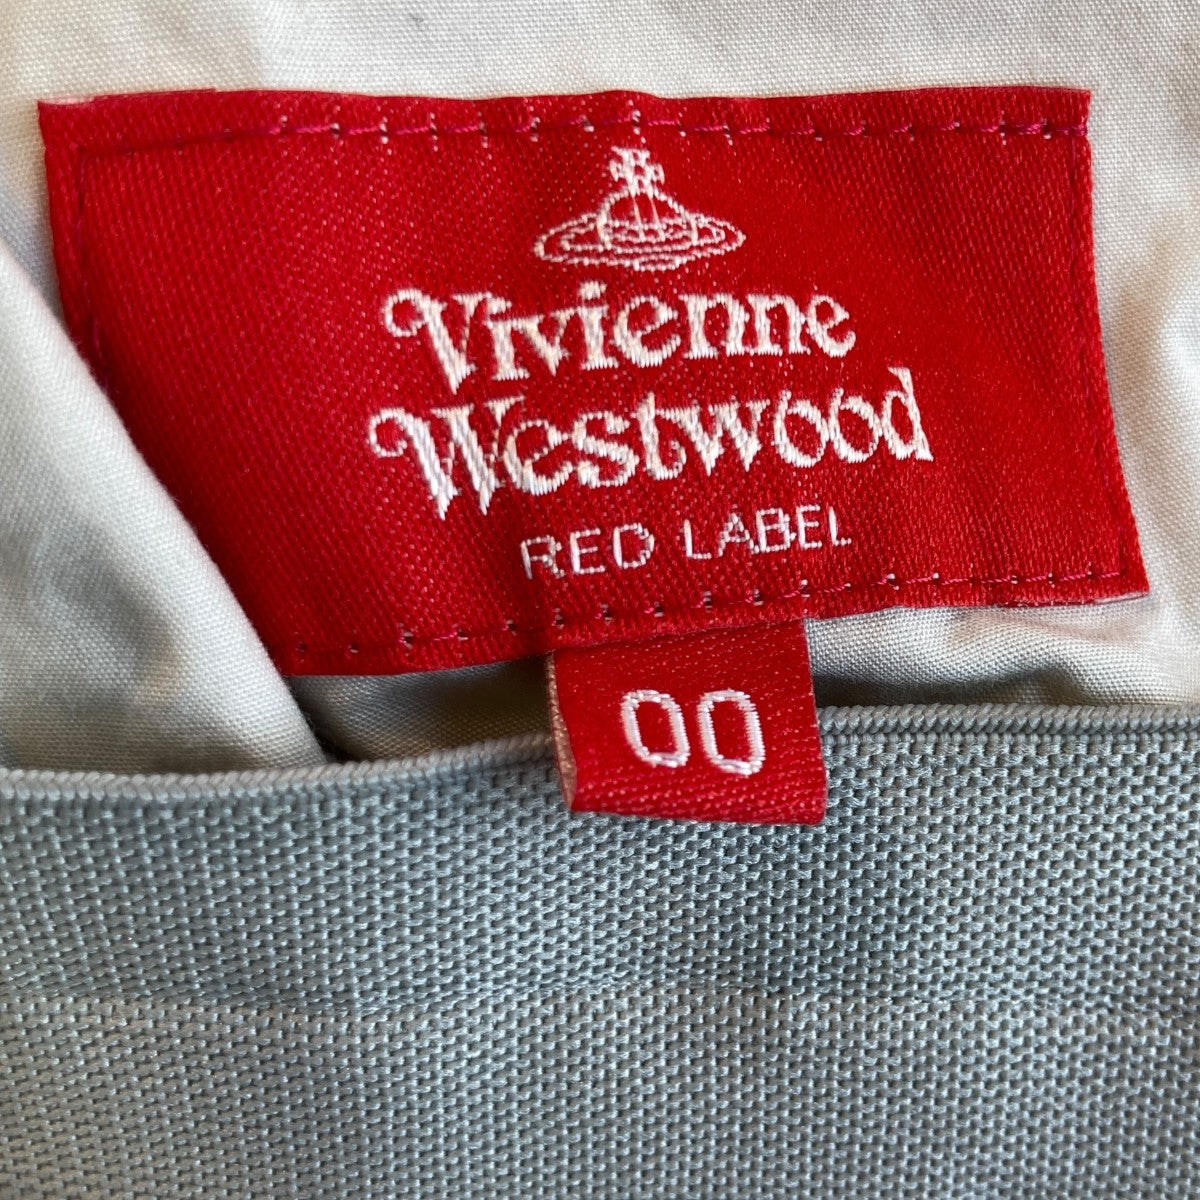 Vivienne
Westwood
RED LABEL
00